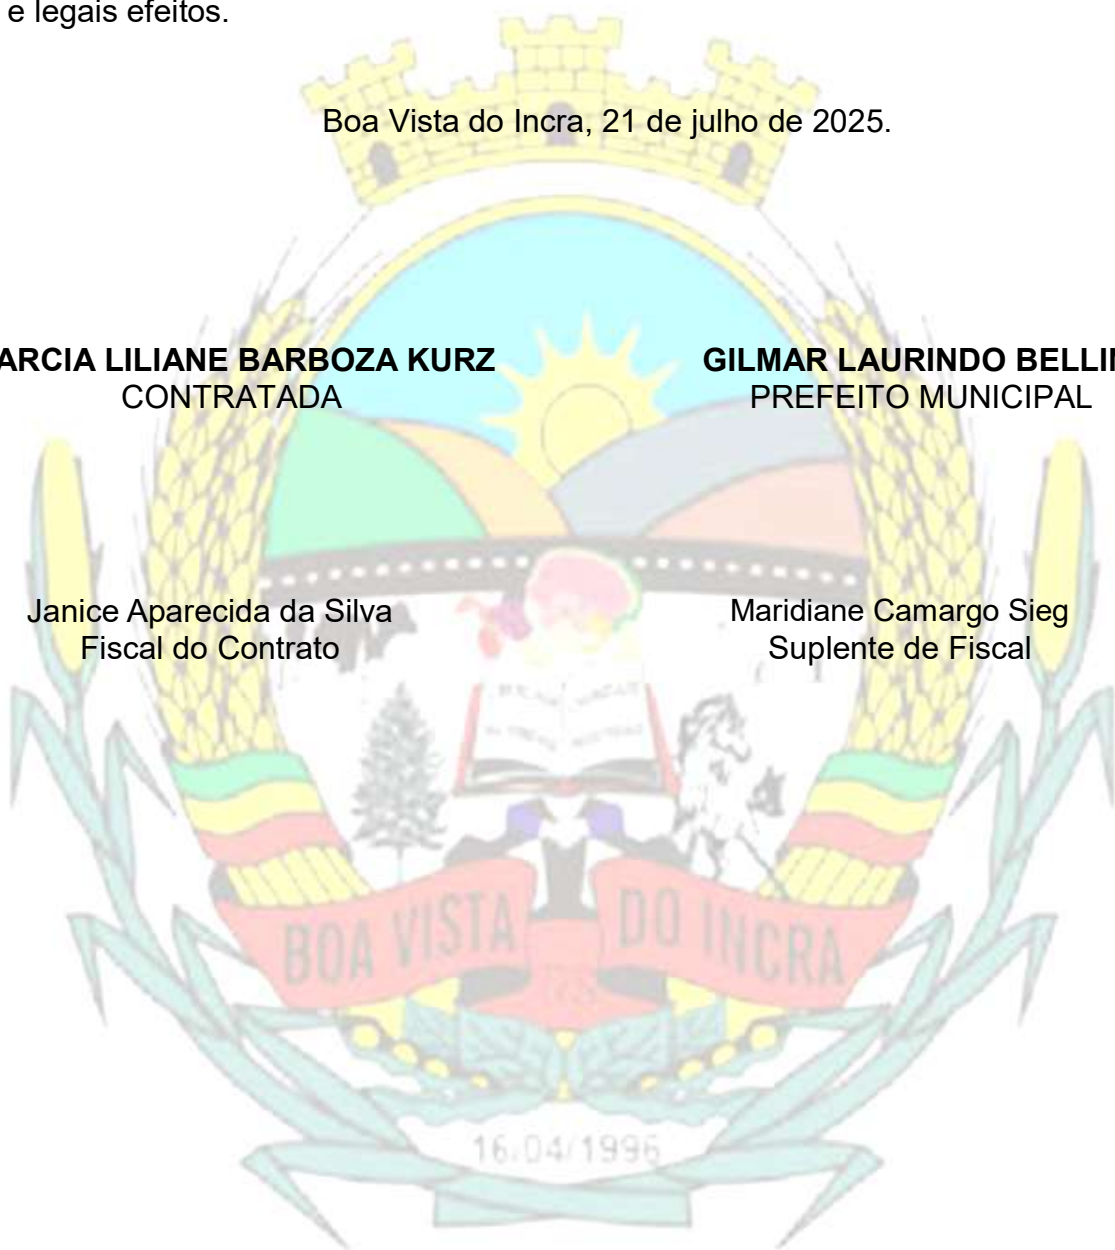 e legais efeitos.
Boa Vista do Incra, 21 de julho de 2025.
ARCIA LILIANE BARBOZA KURZ
CONTRATADA
GILMAR LAURINDO BELLI
PREFEITO MUNICIPAL
Janice Aparecida da Silva
Fiscal do Contrato
Maridiane Camargo Sieg
Suplente de Fiscal
BOA VISTA DO INCRA
16/04/1996